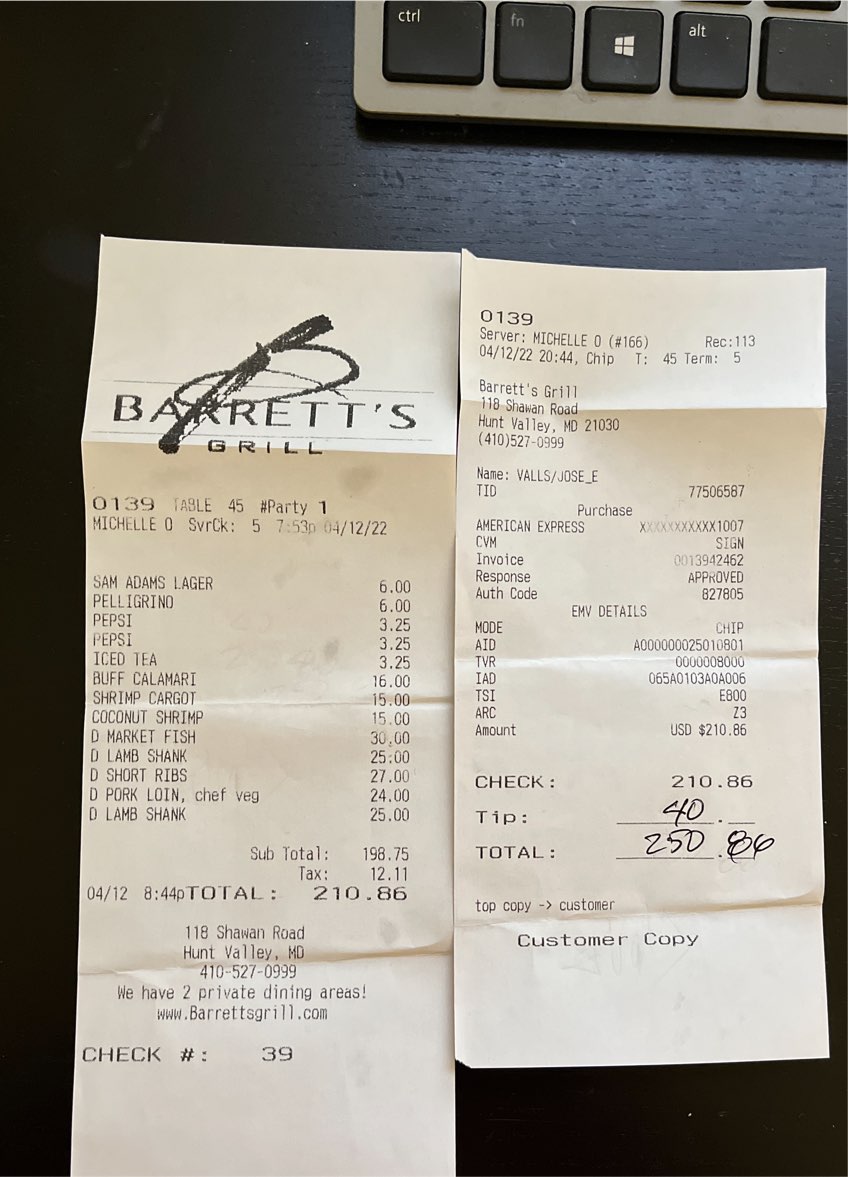 ctrl
fn
alt
BARRETT'S
GRILL
0139 TABLE 45 #Party 1
MICHELLE O SvrCk: 5 7:53p 04/12/22
SAM ADAMS LAGER 6.00
PELLIGRINO 6.00
PEPSI 3.25
PEPSI 3.25
ICED TEA 3.25
BUFF CALAMARI 16.00
SHRIMP CARGOT 15.00
COCONUT SHRIMP 15.00
D MARKET FISH 30.00
D LAMB SHANK 25.00
D SHORT RIBS 27.00
D PORK LOIN, chef veg 24.00
D LAMB SHANK 25.00
Sub Total: 198.75
Tax: 12.11
04/12 8:44pTOTAL: 210.86
118 Shawan Road
Hunt Valley, MD
410-527-0999
We have 2 private dining areas!
www.Barrettsgrill.com
CHECK #: 39
0139
Server: MICHELLE O (#166) Rec:113
04/12/22 20:44, Chip T: 45 Term: 5
Barrett's Grill
118 Shawan Road
Hunt Valley, MD 21030
(410)527-0999
Name: VALLS/JOSE_E
TID 77506587
Purchase
AMERICAN EXPRESS XXXXXXXXXXX1007
CVM SIGN
Invoice 0013942462
Response APPROVED
Auth Code 827805
EMV DETAILS
MODE CHIP
AID A000000025010801
TVR 0000008000
IAD 065A0103A0A006
TSI E800
ARC Z3
Amount USD $210.86
CHECK: 210.86
Tip: 40.
TOTAL: 250.86
top copy -> customer
Customer Copy